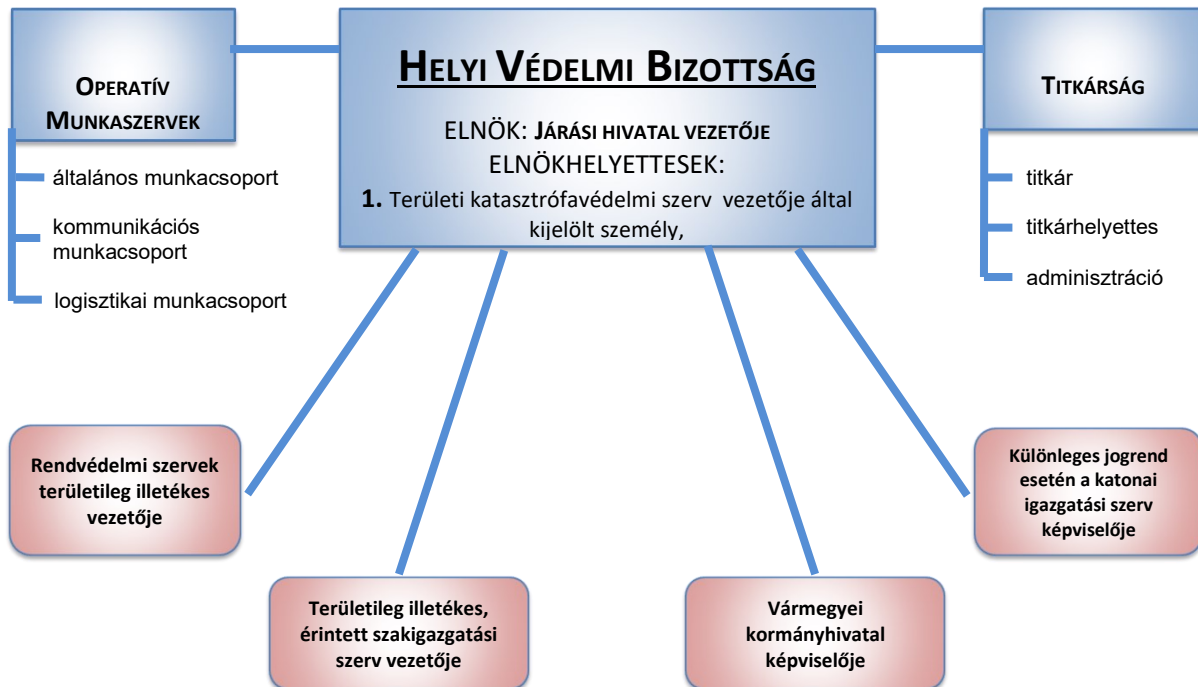 OPERATÍV
MUNKASZERVEK
általános munkacsoport
kommunikációs
munkacsoport
logisztikai munkacsoport
HELYI VÉDELMI BIZOTTSÁG
ELNÖK: JÁRÁSI HIVATAL VEZETŐJE
ELNÖKHELYETTESEK:
1. Területi katasztrófavédelmi szerv vezetője által
kijelölt személy,
TITKÁRSÁG
titkár
titkárhelyettes
adminisztráció
Rendvédelmi szervek
területileg illetékes
vezetője
Területileg illetékes,
érintett szakigazgatási
szerv vezetője
Vármegyei
kormányhivatal
képviselője
Különleges jogrend
esetén a katonai
igazgatási szerv
képviselője